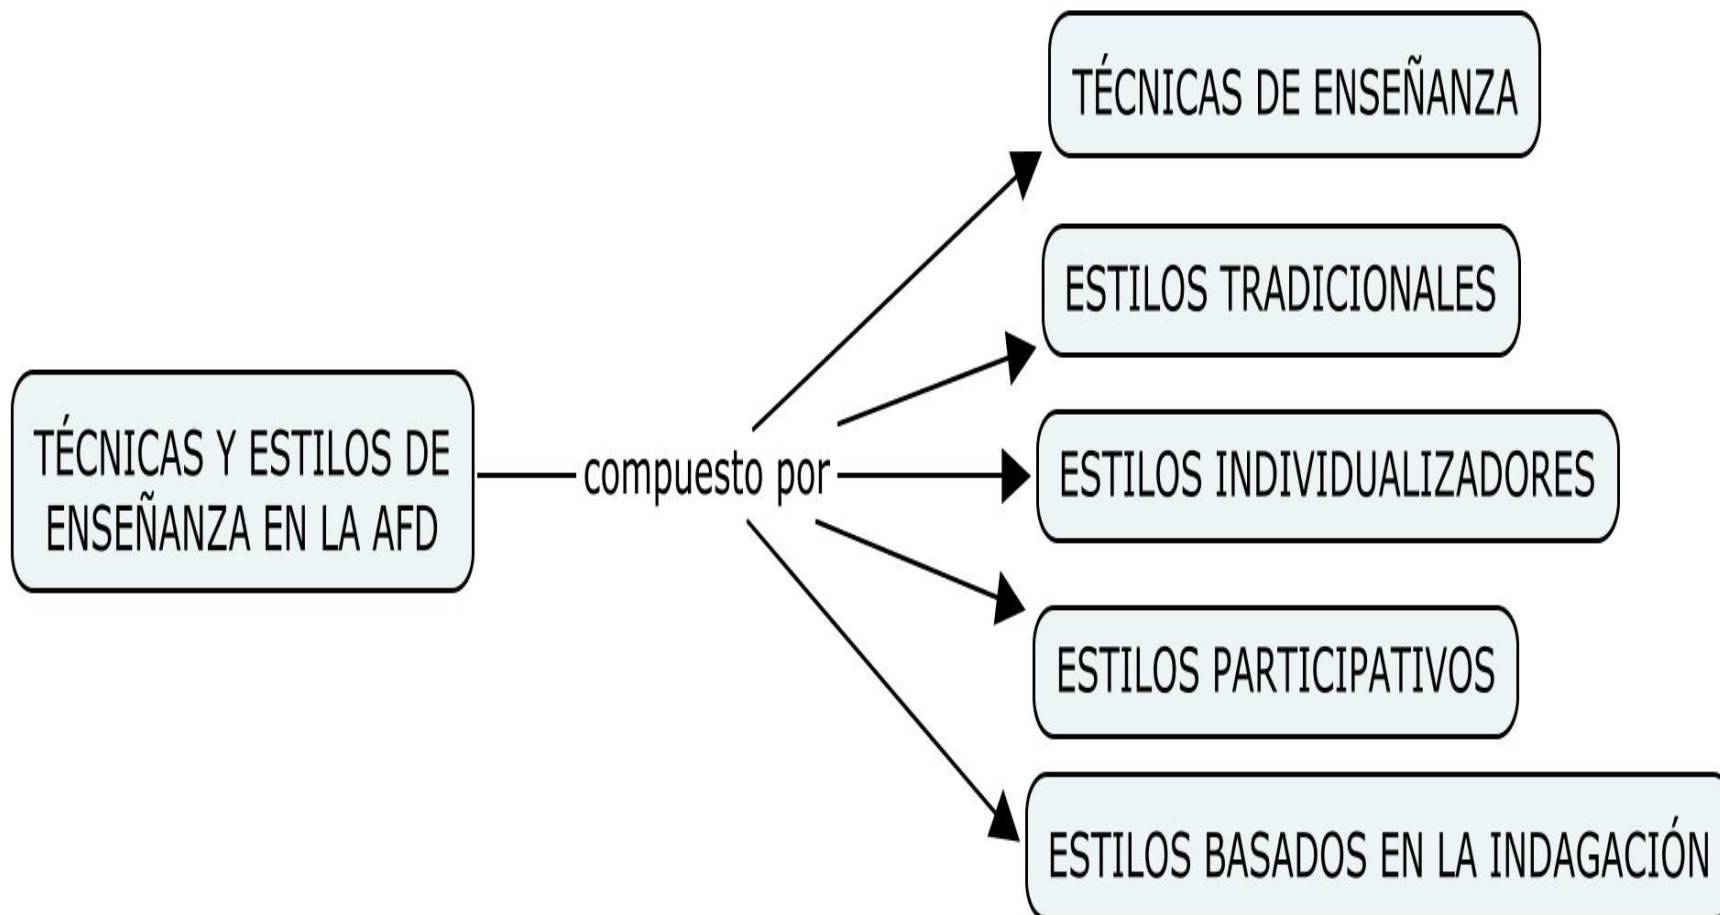 TÉCNICAS Y ESTILOS DE
ENSEÑANZA EN LA AFD
compuesto por
TÉCNICAS DE ENSEÑANZA
ESTILOS TRADICIONALES
ESTILOS INDIVIDUALIZADORES
ESTILOS PARTICIPATIVOS
ESTILOS BASADOS EN LA INDAGACIÓN